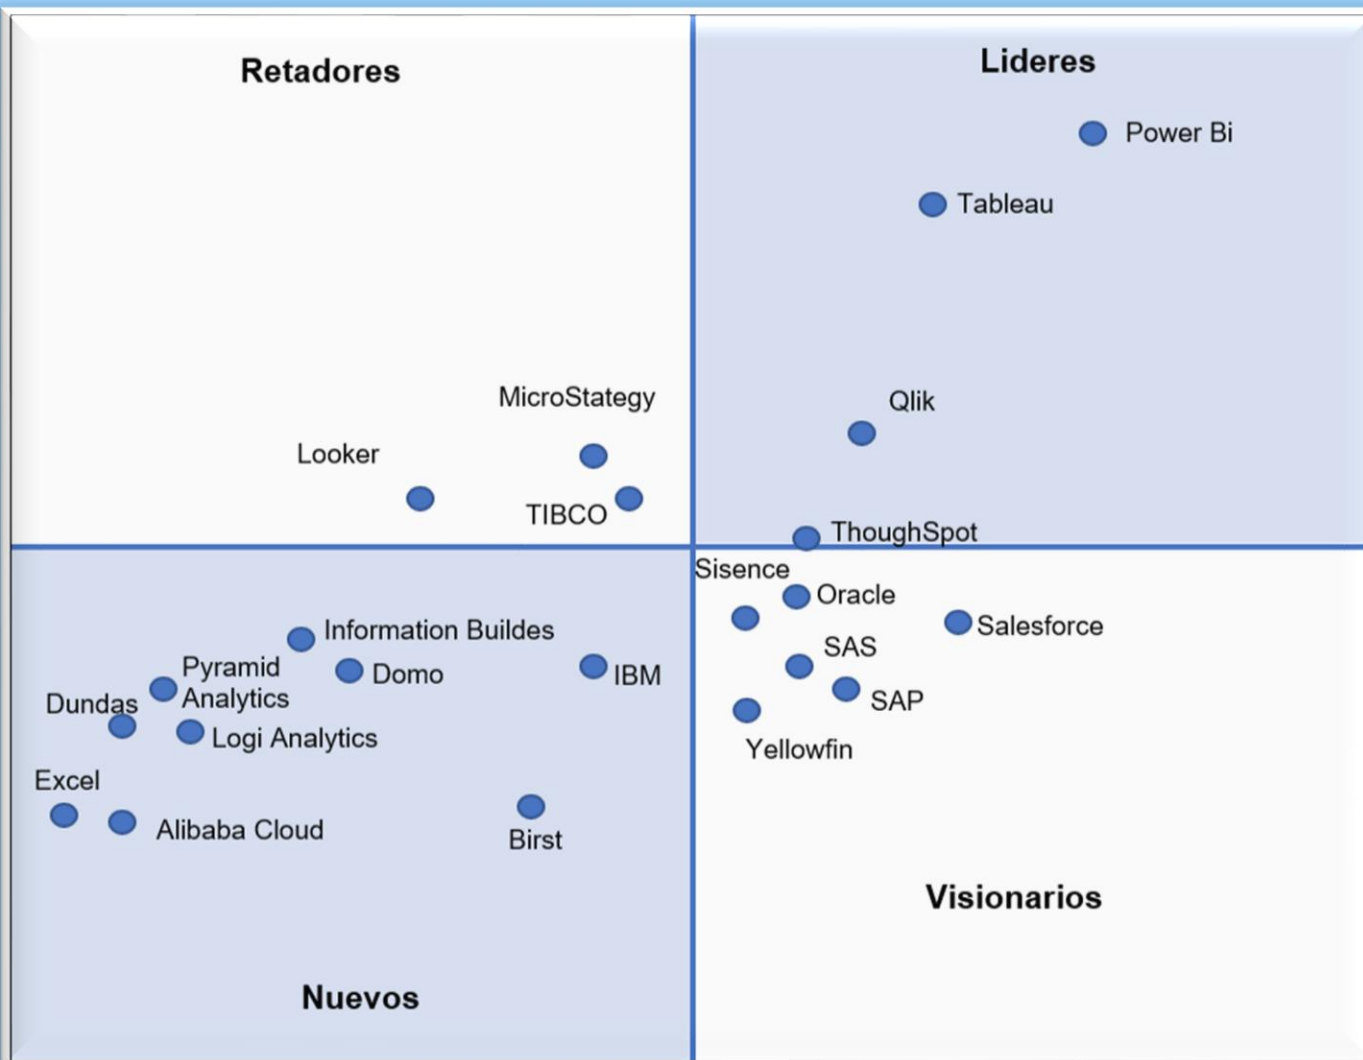 Retadores
Lideres
Power Bi
Tableau
MicroStategy
Qlik
Looker
TIBCO
ThoughSpot
Sisence
Oracle
Salesforce
Information Buildes
SAS
Pyramid
Analytics
Domo
IBM
SAP
Dundas
Logi Analytics
Yellowfin
Excel
Alibaba Cloud
Birst
Visionarios
Nuevos